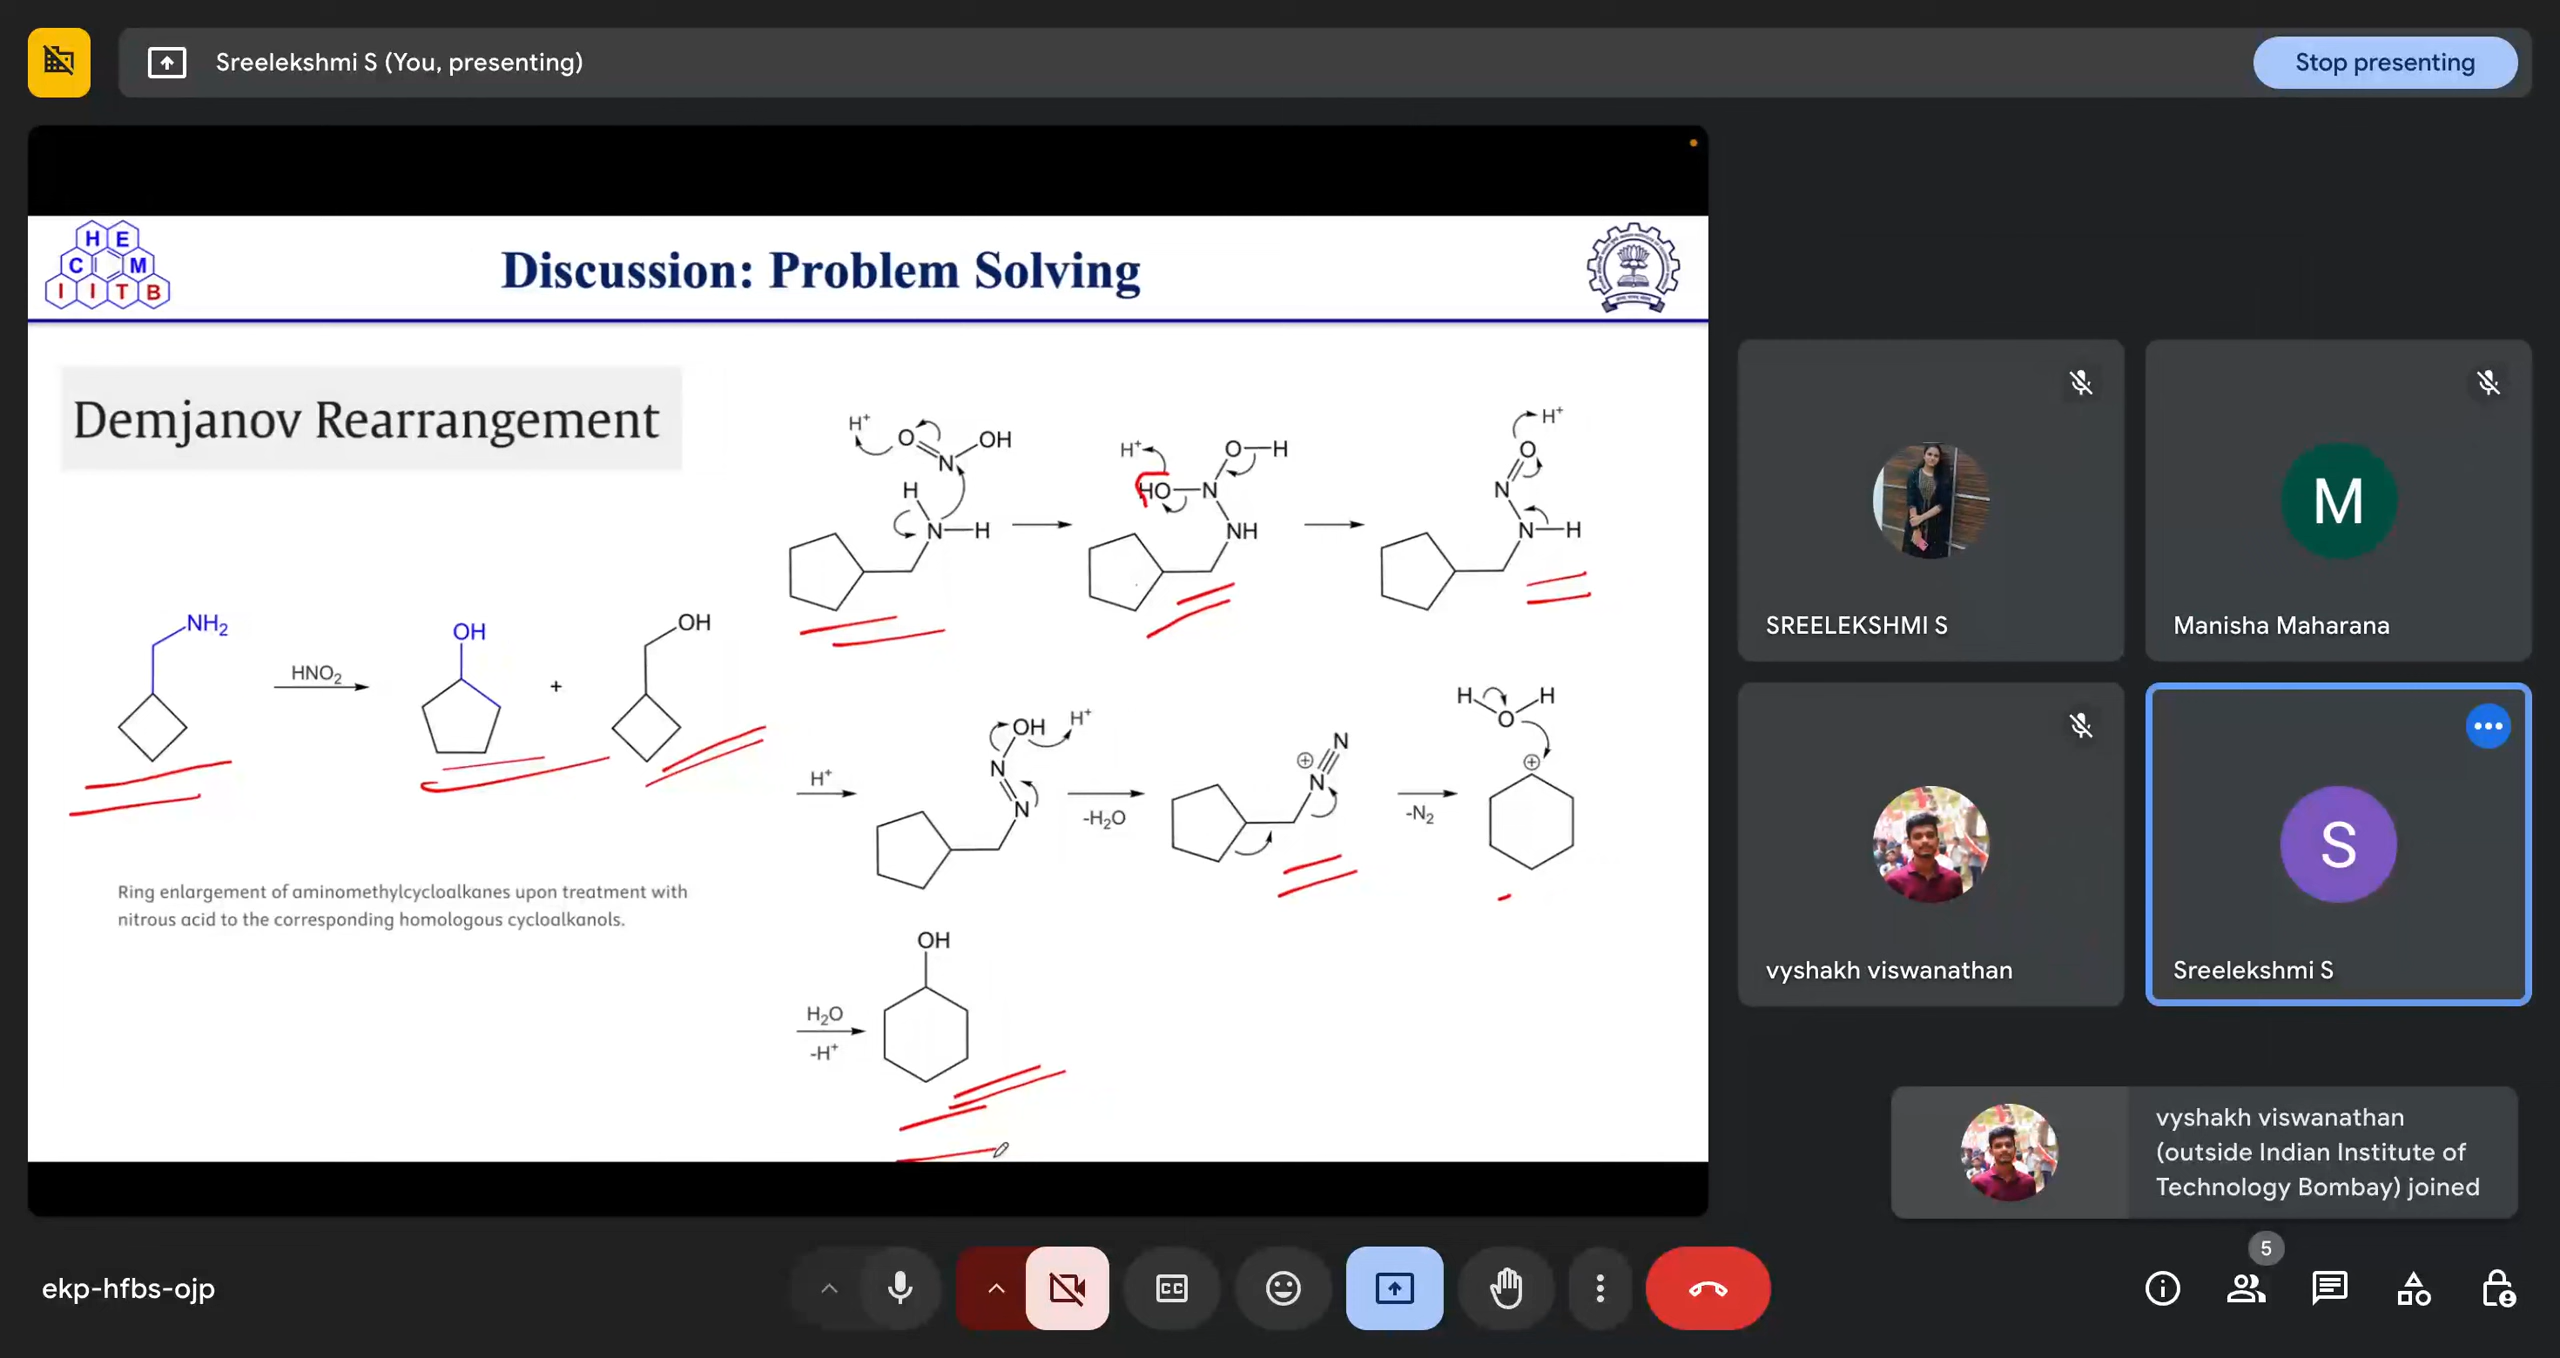 Sreelekshmi S (You, presenting)
Stop presenting
H E
C M
I I T B
Discussion: Problem Solving
Demjanov Rearrangement
H+ O N OH
H N H
H+ O H
HO N
NH
H+ O
N
N H
NH2
HNO2
OH
+
OH
Ring enlargement of aminomethylcycloalkanes upon treatment with
nitrous acid to the corresponding homologous cycloalkanols.
H+
OH H+
N
N
-H2O
⊕ N
N
-N2
H H
O
⊕
H2O
-H+
OH
SREELEKSHMI S
M
Manisha Maharana
vyshakh viswanathan
S
Sreelekshmi S
vyshakh viswanathan
(outside Indian Institute of
Technology Bombay) joined
ekp-hfbs-ojp
CC
5